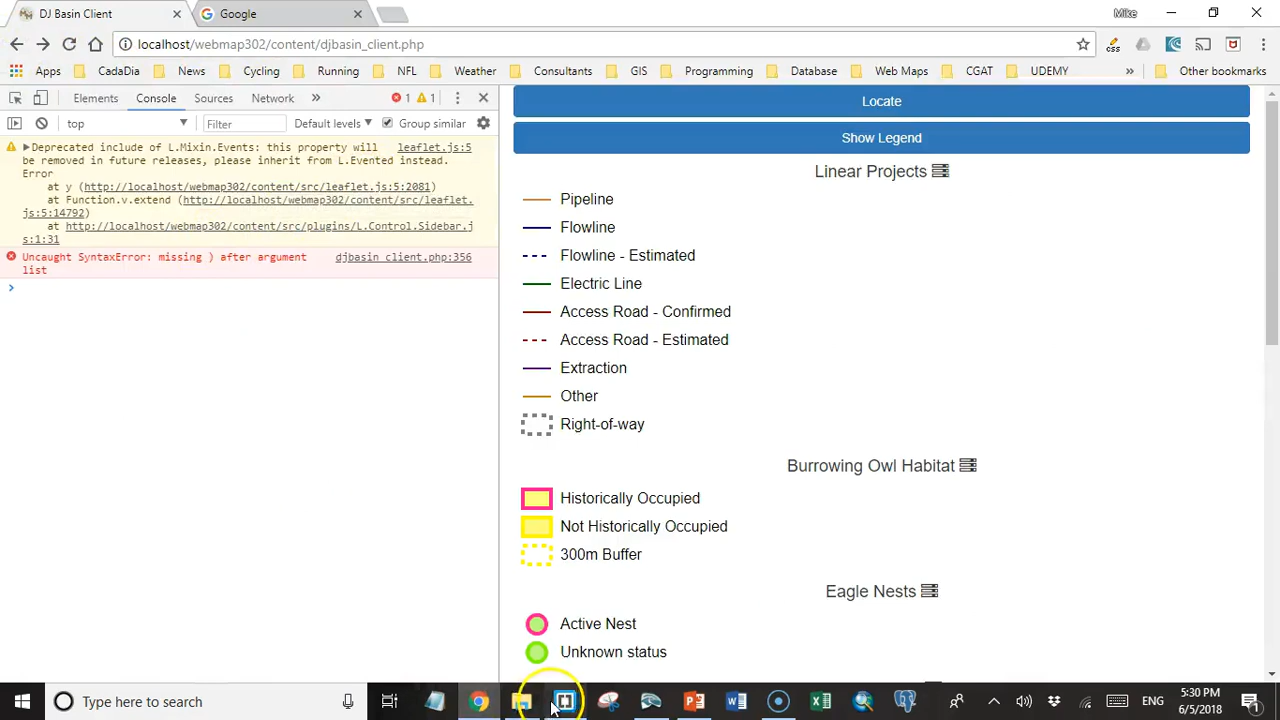 DJ Basin Client
Google
Mike
localhost/webmap302/content/djbasin_client.php
Apps CadaDia News Cycling Running NFL Weather Consultants GIS Programming Database Web Maps CGAT UDEMY » Other bookmarks
Elements Console Sources Network » 1 1
top Filter Default levels Group similar
Deprecated include of L.Mixin.Events: this property will leaflet.js:5
be removed in future releases, please inherit from L.Evented instead.
Error
at y (http://localhost/webmap302/content/src/leaflet.js:5:2081)
at Function.v.extend (http://localhost/webmap302/content/src/leaflet.
js:5:14792)
at http://localhost/webmap302/content/src/plugins/L.Control.Sidebar.j
s:1:31
Uncaught SyntaxError: missing ) after argument djbasin_client.php:356
list
Locate
Show Legend
Linear Projects
Pipeline
Flowline
Flowline - Estimated
Electric Line
Access Road - Confirmed
Access Road - Estimated
Extraction
Other
Right-of-way
Burrowing Owl Habitat
Historically Occupied
Not Historically Occupied
300m Buffer
Eagle Nests
Active Nest
Unknown status
Type here to search
ENG
5:30 PM
6/5/2018
1